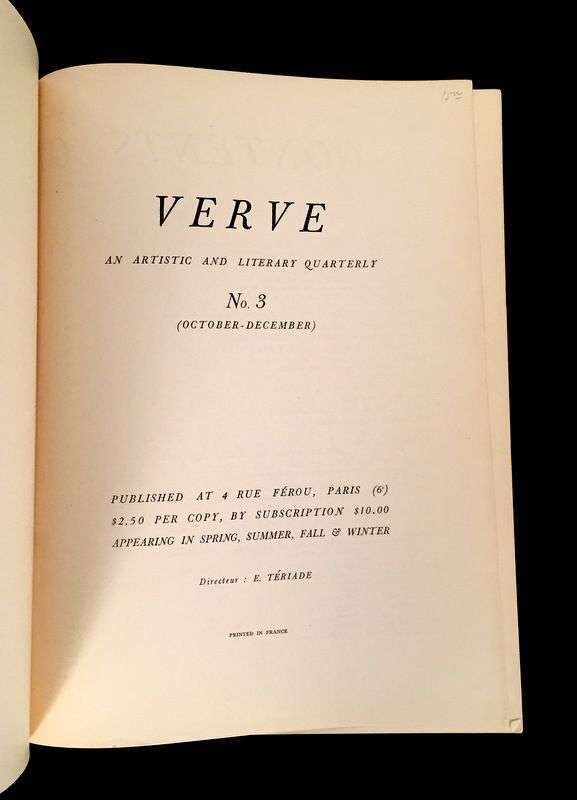 VERVE
AN ARTISTIC AND LITERARY QUARTERLY
No. 3
(OCTOBER-DECEMBER)
PUBLISHED AT 4 RUE FÉROU, PARIS (6e)
$2.50 PER COPY, BY SUBSCRIPTION $10.00
APPEARING IN SPRING, SUMMER, FALL & WINTER
Directeur : E. TÉRIADE
PRINTED IN FRANCE